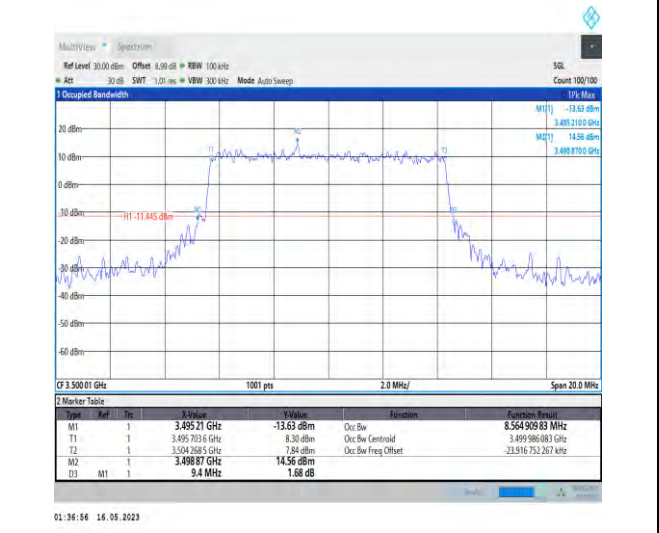 MultiView Spectrum
Ref Level 30.00 dBm Offset 8.99 dB RBW 100 kHz SGL
Att 30 dB SWT 1.01 ms VBW 300 kHz Mode Auto Sweep Count 100/100
1 Occupied Bandwidth 1Pk Max
M1[1] -13.63 dBm
3.495 210 0 GHz
M2[1] 14.56 dBm
3.498 870 0 GHz
20 dBm
M2
T1 T2
10 dBm
0 dBm
-10 dBm
M1
H1 -11.445 dBm
-20 dBm
-30 dBm
-40 dBm
-50 dBm
-60 dBm
CF 3.500 01 GHz 1001 pts 2.0 MHz/ Span 20.0 MHz
2 Marker Table
Type Ref Trc X-Value Y-Value Function Function Result
M1 1 3.495 21 GHz -13.63 dBm Occ Bw 8.564 909 83 MHz
T1 1 3.495 703 6 GHz 8.30 dBm Occ Bw Centroid 3.499 986 083 GHz
T2 1 3.504 268 5 GHz 7.84 dBm Occ Bw Freq Offset -23.916 752 267 kHz
M2 1 3.498 87 GHz 14.56 dBm
D3 M1 1 9.4 MHz 1.68 dB
01:36:56 16.05.2023